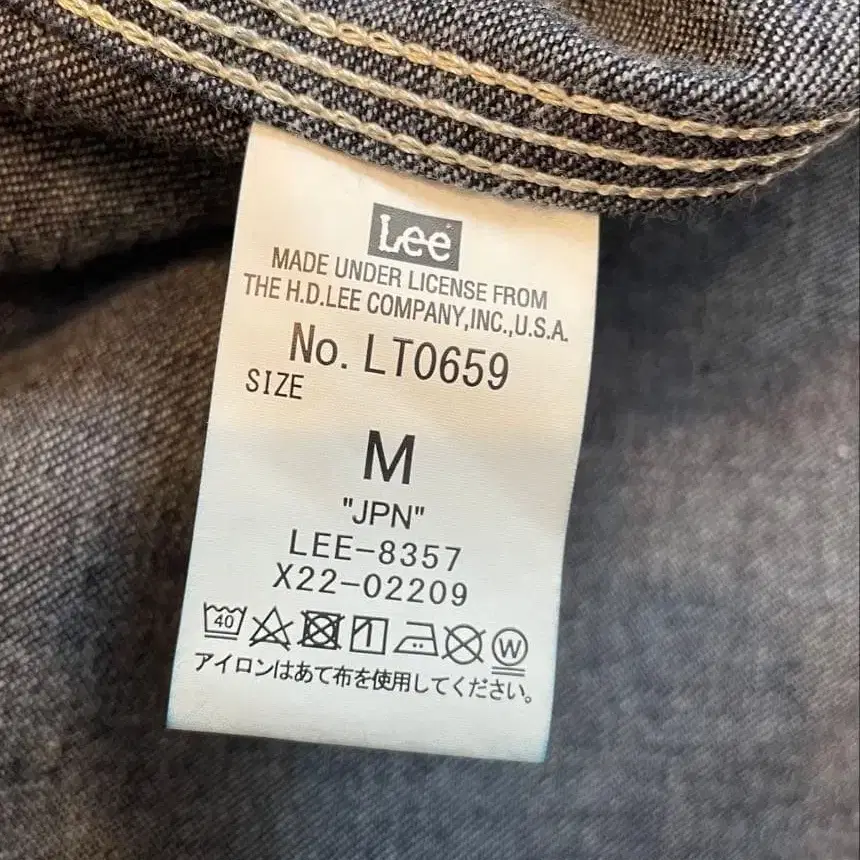 Lee
MADE UNDER LICENSE FROM
THE H.D.LEE COMPANY,INC.,U.S.A.
No. LT0659
SIZE
M
"JPN"
LEE-8357
X22-02209
40 W
アイロンはあて布を使用してください。